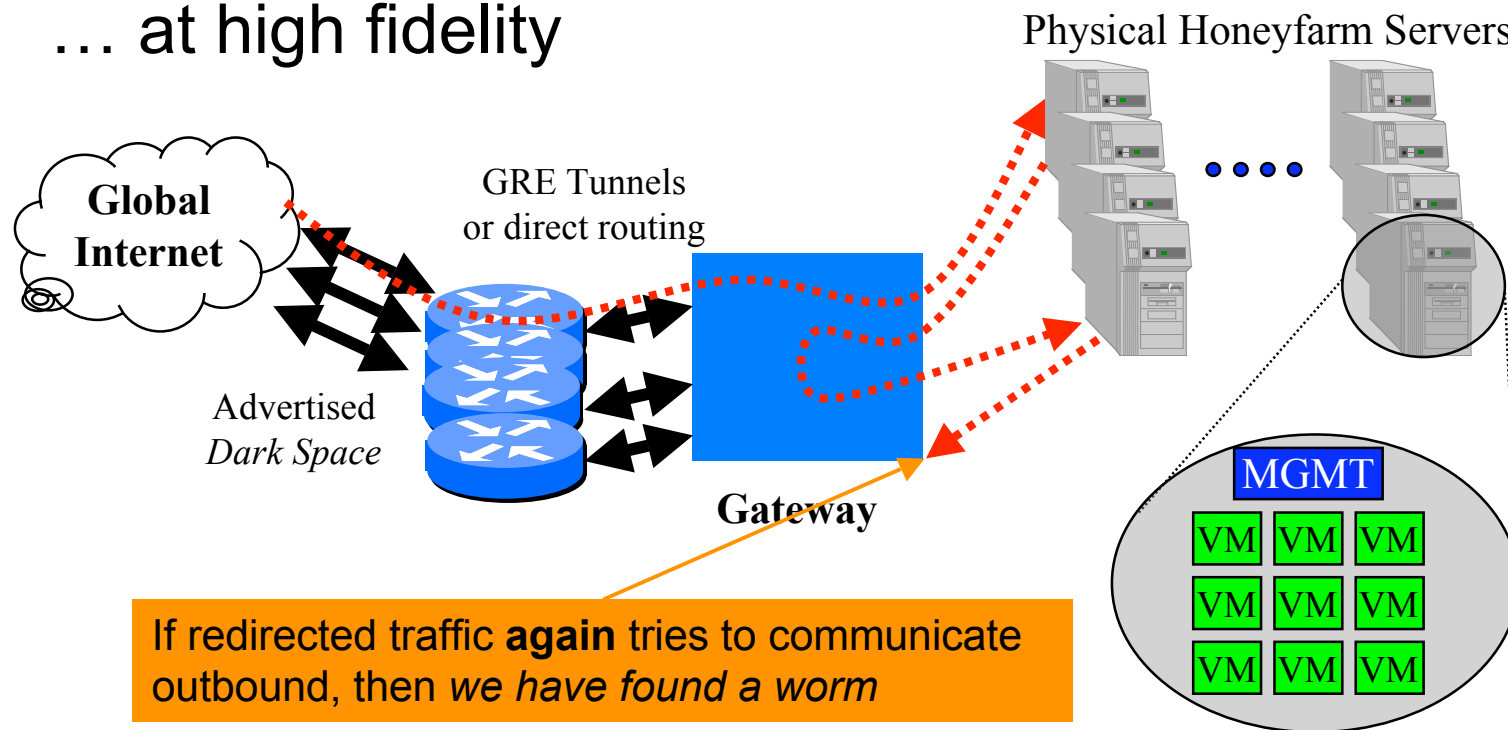 … at high fidelity
Physical Honeyfarm Servers
Global
Internet
GRE Tunnels
or direct routing
Advertised
Dark Space
Gateway
MGMT
VM VM VM
VM VM VM
VM VM VM
If redirected traffic again tries to communicate
outbound, then we have found a worm